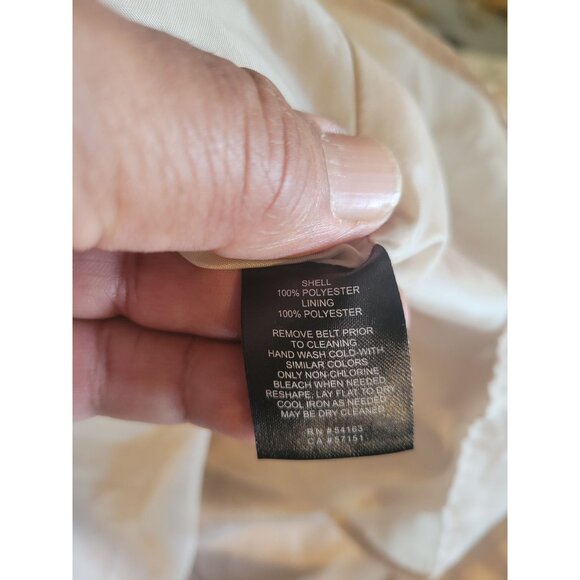 SHELL
100% POLYESTER
LINING
100% POLYESTER
REMOVE BELT PRIOR
TO CLEANING
HAND WASH COLD-WITH
SIMILAR COLORS
ONLY NON-CHLORINE
BLEACH WHEN NEEDED
RESHAPE, LAY FLAT TO DRY
COOL IRON AS NEEDED
MAY BE DRY CLEANED
RN #54163
CA #57151